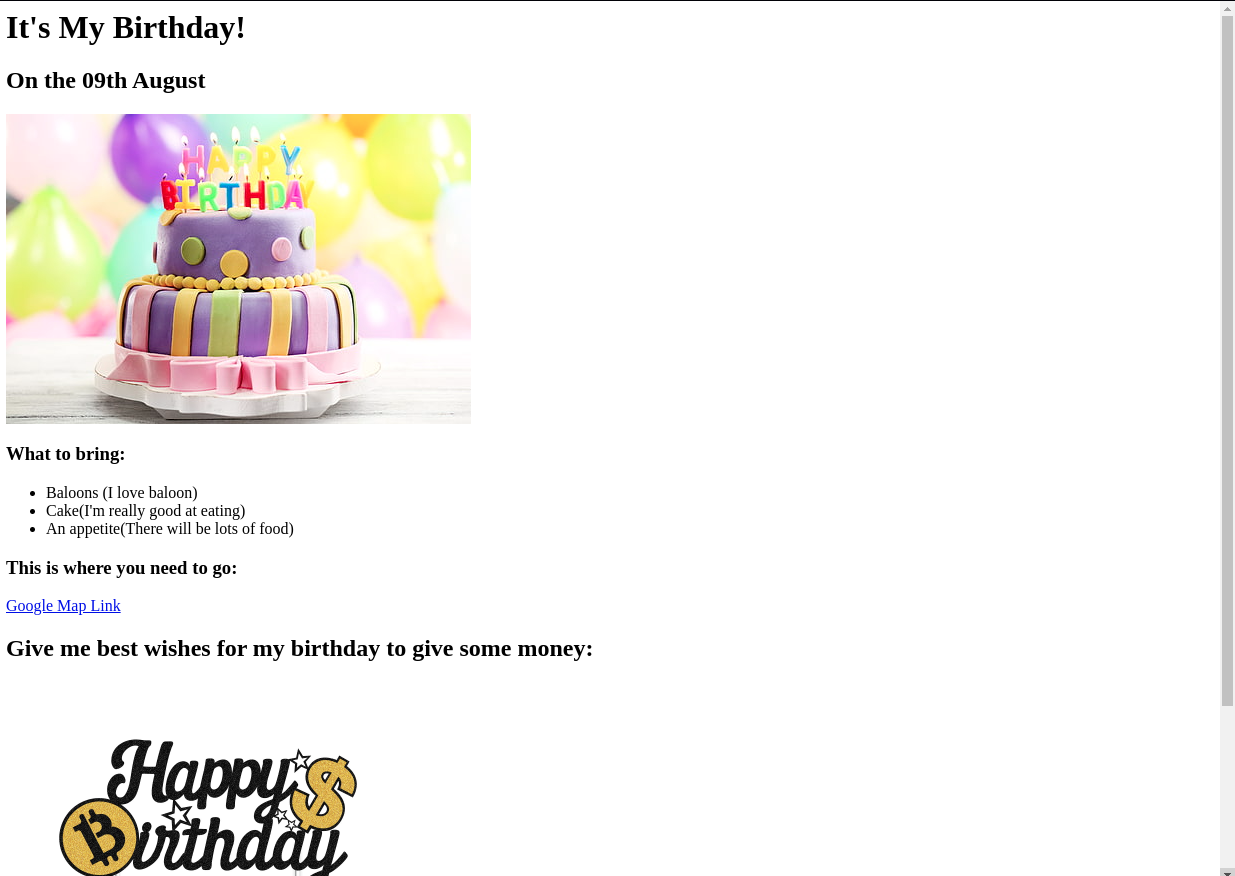 It's My Birthday!
On the 09th August
HAPPY
BIRTHDAY
What to bring:
Baloons (I love baloon)
Cake(I'm really good at eating)
An appetite(There will be lots of food)
This is where you need to go:
Google Map Link
Give me best wishes for my birthday to give some money:
Happy $
Birthday